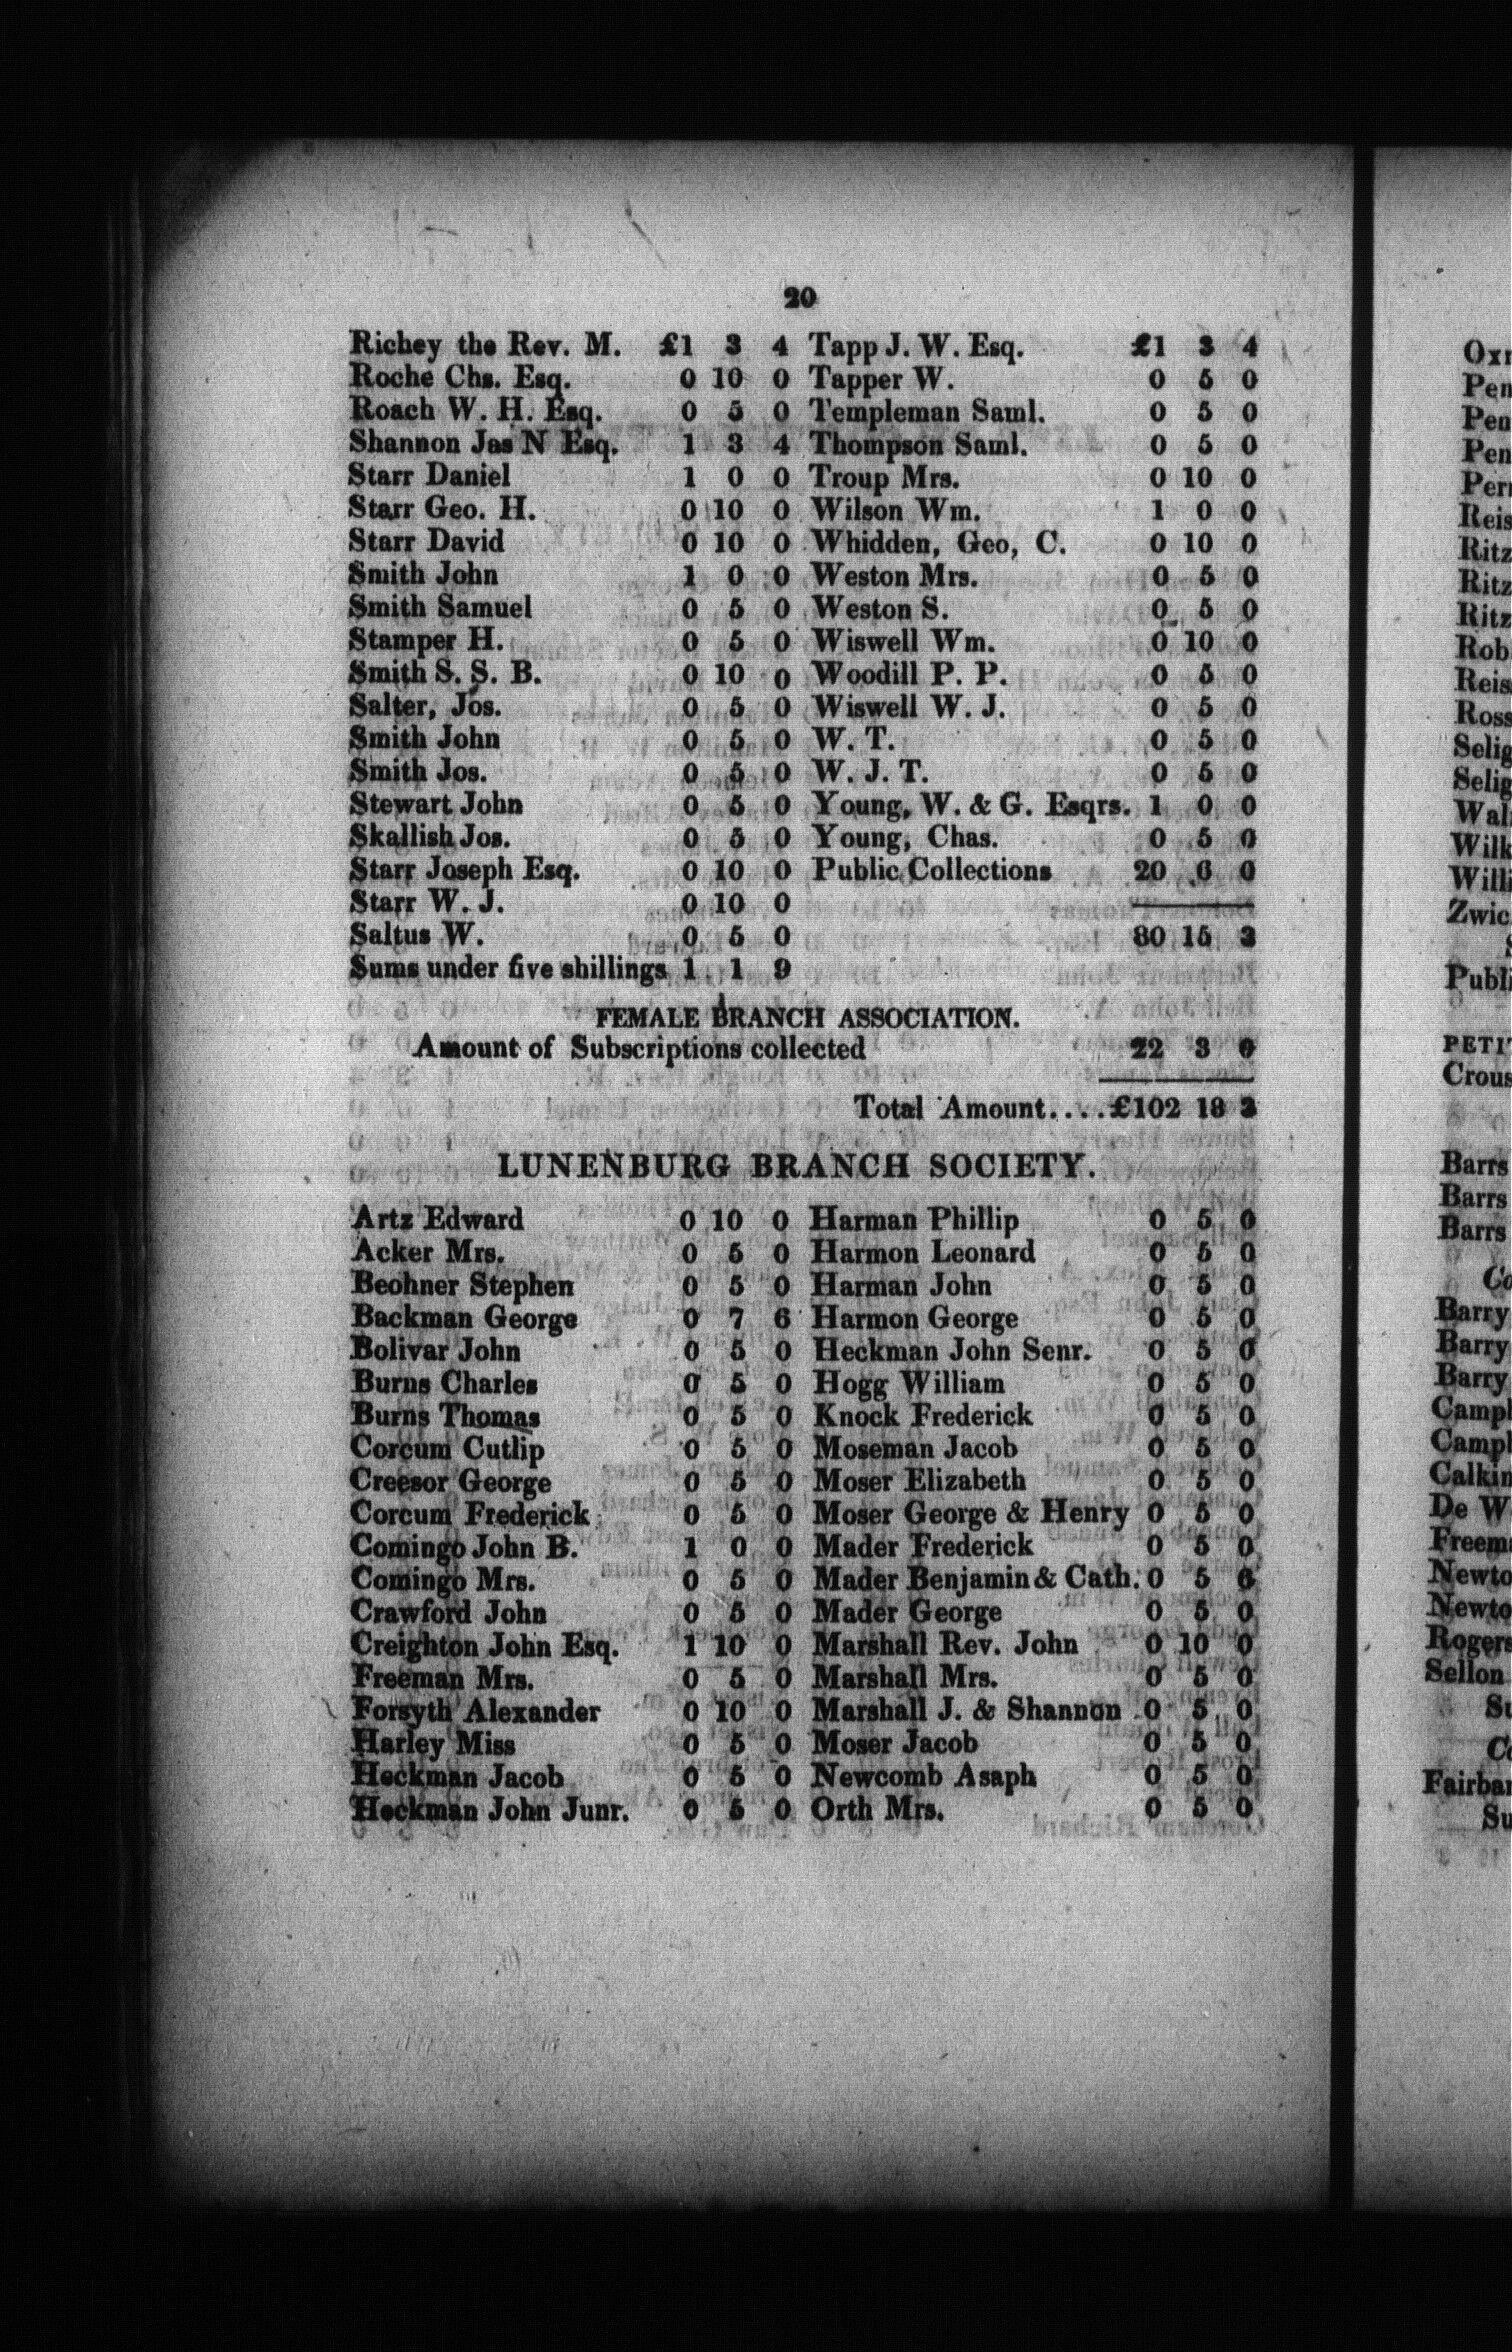 20
Richey the Rev. M. £1 3 4
Roche Chs. Esq. 0 10 0
Roach W. H. Esq. 0 5 0
Shannon Jas N Esq. 1 3 4
Starr Daniel 1 0 0
Starr Geo. H. 0 10 0
Starr David 0 10 0
Smith John 1 0 0
Smith Samuel 0 5 0
Stamper H. 0 5 0
Smith S. S. B. 0 10 0
Salter, Jos. 0 5 0
Smith John 0 5 0
Smith Jos. 0 5 0
Stewart John 0 5 0
Skallish Jos. 0 5 0
Starr Joseph Esq. 0 10 0
Starr W. J. 0 10 0
Saltus W. 0 5 0
Sums under five shillings 1 1 9
Tapp J. W. Esq. £1 3 4
Tapper W. 0 5 0
Templeman Saml. 0 5 0
Thompson Saml. 0 5 0
Troup Mrs. 0 10 0
Wilson Wm. 1 0 0
Whidden, Geo, C. 0 10 0
Weston Mrs. 0 5 0
Weston S. 0 5 0
Wiswell Wm. 0 10 0
Woodill P. P. 0 5 0
Wiswell W. J. 0 5 0
W. T. 0 5 0
W. J. T. 0 5 0
Young, W. & G. Esqrs. 1 0 0
Young, Chas. 0 5 0
Public Collections 20 6 0
80 15 3
FEMALE BRANCH ASSOCIATION.
Amount of Subscriptions collected 22 3 0
Total Amount....£102 18 3
LUNENBURG BRANCH SOCIETY.
Artz Edward 0 10 0
Acker Mrs. 0 5 0
Beohner Stephen 0 5 0
Backman George 0 7 6
Bolivar John 0 5 0
Burns Charles 0 5 0
Burns Thomas 0 5 0
Corcum Cutlip 0 5 0
Creesor George 0 5 0
Corcum Frederick 0 5 0
Comingo John B. 1 0 0
Comingo Mrs. 0 5 0
Crawford John 0 5 0
Creighton John Esq. 1 10 0
Freeman Mrs. 0 5 0
Forsyth Alexander 0 10 0
Harley Miss 0 5 0
Heckman Jacob 0 5 0
Heckman John Junr. 0 5 0
Harman Phillip 0 5 0
Harmon Leonard 0 5 0
Harman John 0 5 0
Harmon George 0 5 0
Heckman John Senr. 0 5 0
Hogg William 0 5 0
Knock Frederick 0 5 0
Moseman Jacob 0 5 0
Moser Elizabeth 0 5 0
Moser George & Henry 0 5 0
Mader Frederick 0 5 0
Mader Benjamin & Cath. 0 5 0
Mader George 0 5 0
Marshall Rev. John 0 10 0
Marshall Mrs. 0 5 0
Marshall J. & Shannon 0 5 0
Moser Jacob 0 5 0
Newcomb Asaph 0 5 0
Orth Mrs. 0 5 0
Barrs
Barrs
Barrs
Barry
Barry
Barry